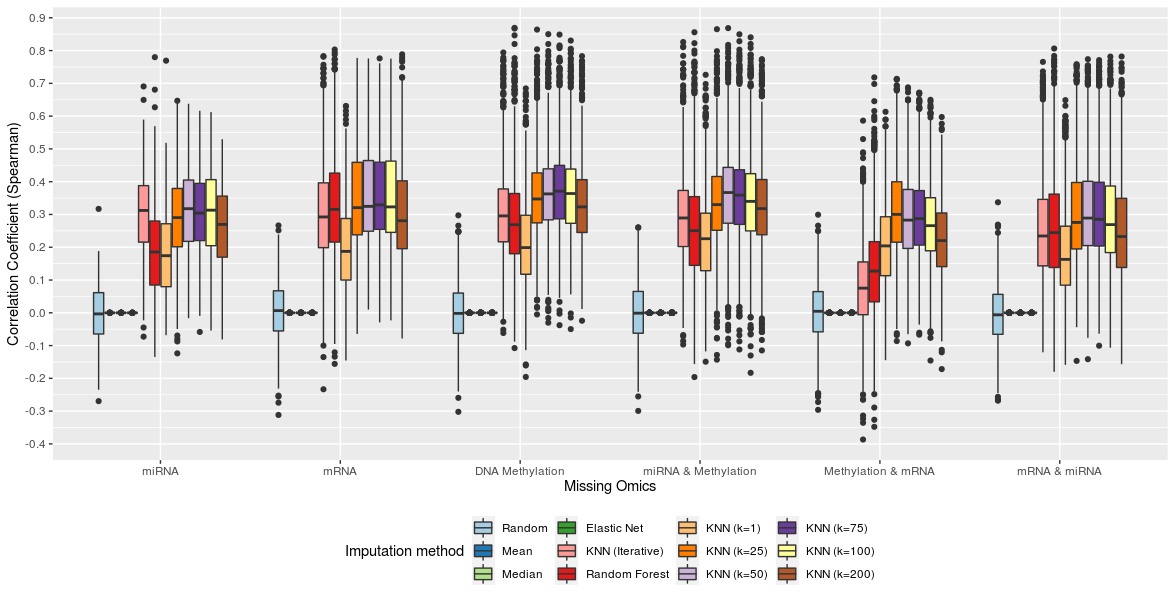 Correlation Coefficient (Spearman)
0.9
0.8
0.7
0.6
0.5
0.4
0.3
0.2
0.1
0.0
-0.1
-0.2
-0.3
-0.4
miRNA mRNA DNA Methylation miRNA & Methylation Methylation & mRNA mRNA & miRNA
Missing Omics
Imputation method
Random Elastic Net KNN (k=1) KNN (k=75)
Mean KNN (Iterative) KNN (k=25) KNN (k=100)
Median Random Forest KNN (k=50) KNN (k=200)